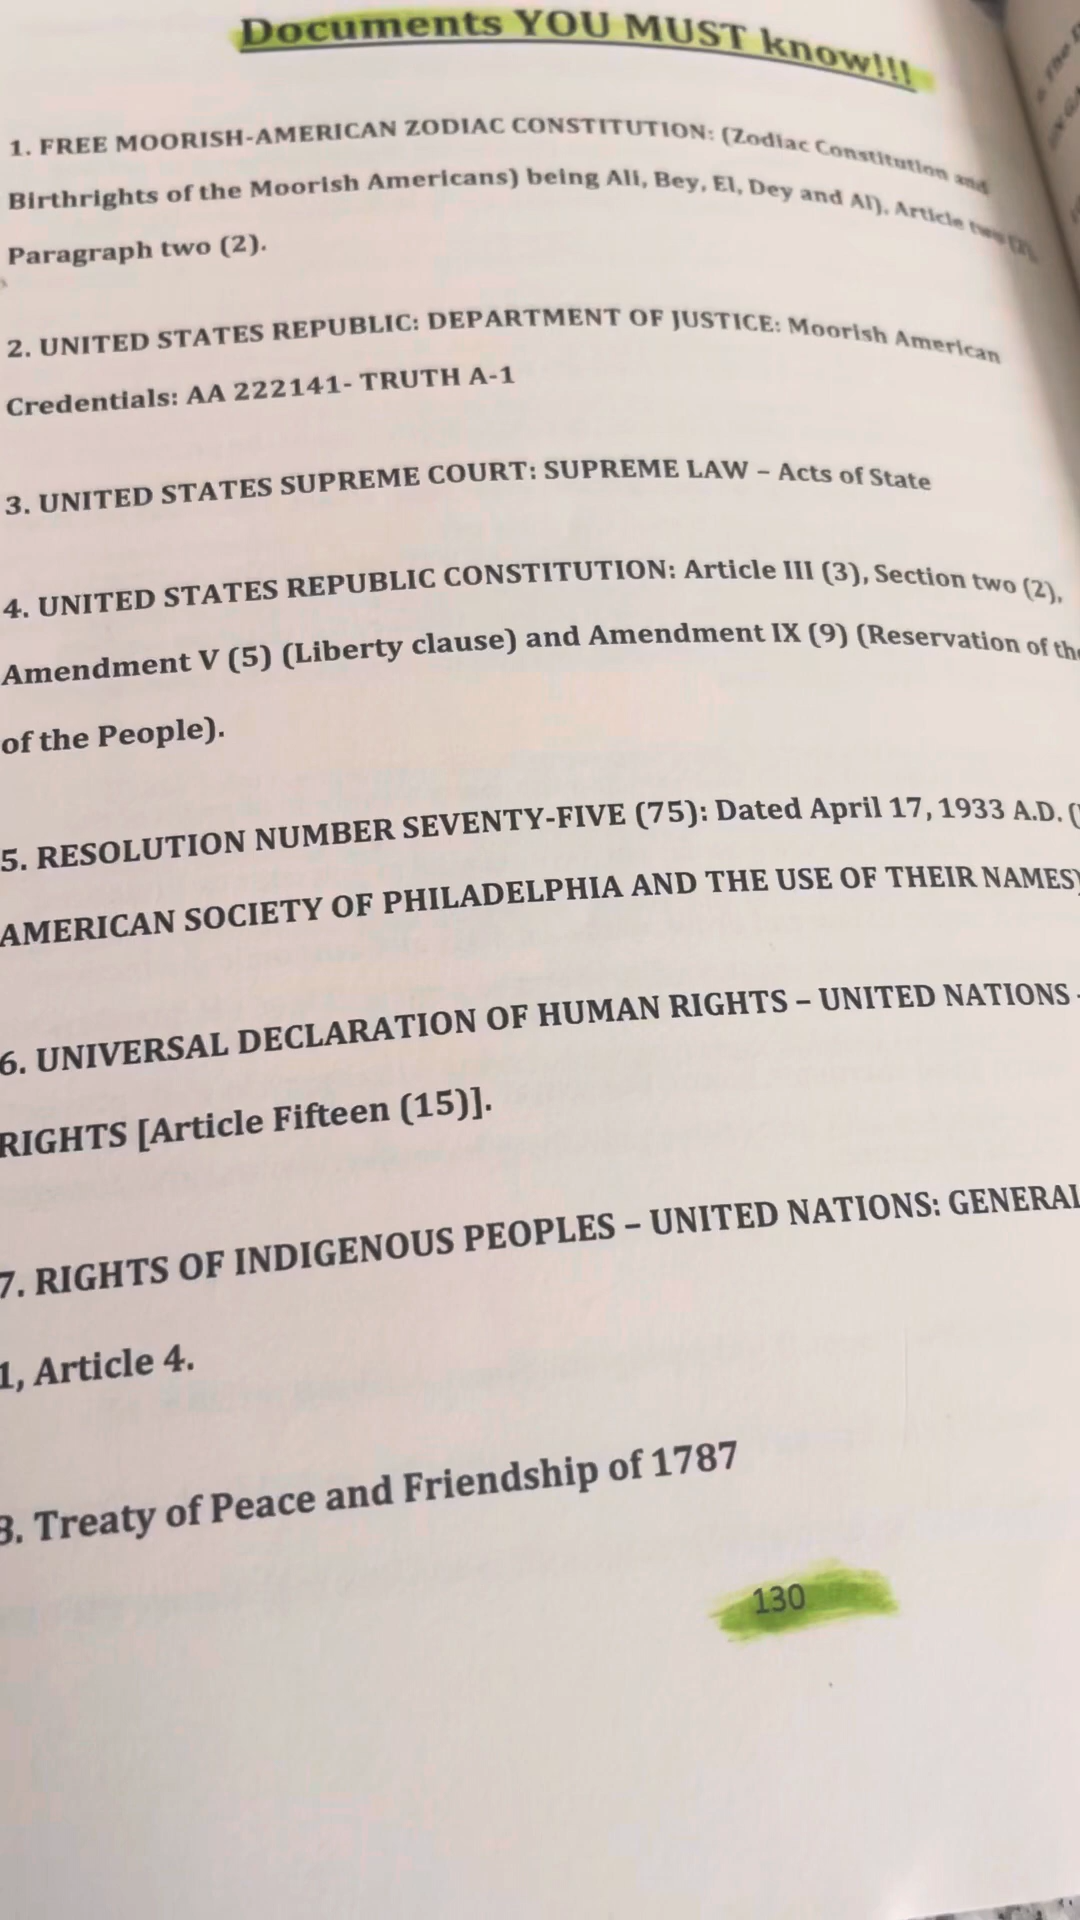 Documents YOU MUST know!!!
1. FREE MOORISH-AMERICAN ZODIAC CONSTITUTION: (Zodiac Constitution and
Birthrights of the Moorish Americans) being Ali, Bey, El, Dey and Al), Article two (2),
Paragraph two (2).
2. UNITED STATES REPUBLIC: DEPARTMENT OF JUSTICE: Moorish American
Credentials: AA 222141- TRUTH A-1
3. UNITED STATES SUPREME COURT: SUPREME LAW – Acts of State
4. UNITED STATES REPUBLIC CONSTITUTION: Article III (3), Section two (2),
Amendment V (5) (Liberty clause) and Amendment IX (9) (Reservation of the
of the People).
5. RESOLUTION NUMBER SEVENTY-FIVE (75): Dated April 17, 1933 A.D. (
AMERICAN SOCIETY OF PHILADELPHIA AND THE USE OF THEIR NAMES)
6. UNIVERSAL DECLARATION OF HUMAN RIGHTS – UNITED NATIONS -
RIGHTS [Article Fifteen (15)].
7. RIGHTS OF INDIGENOUS PEOPLES – UNITED NATIONS: GENERAL
1, Article 4.
8. Treaty of Peace and Friendship of 1787
130